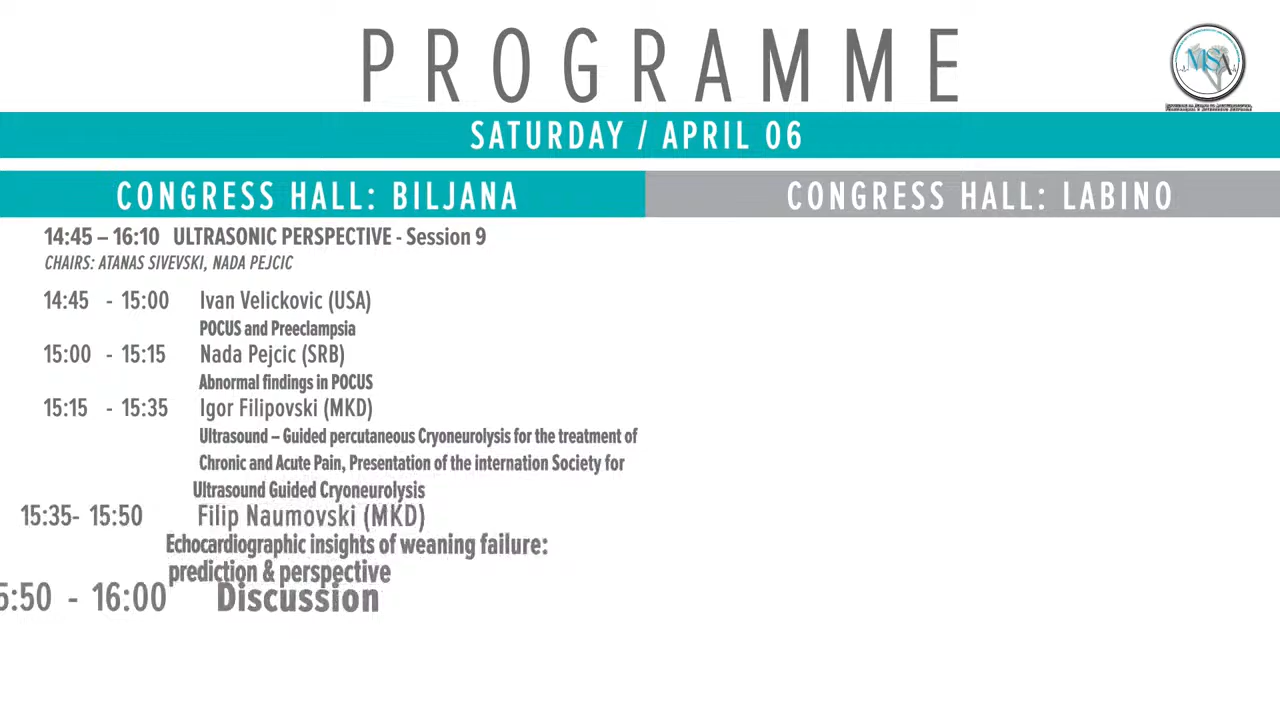 PROGRAMME
MSA
SATURDAY / APRIL 06
CONGRESS HALL: BILJANA
CONGRESS HALL: LABINO
14:45 – 16:10 ULTRASONIC PERSPECTIVE - Session 9
CHAIRS: ATANAS SIVEVSKI, NADA PEJCIC
14:45 - 15:00 Ivan Velickovic (USA)
POCUS and Preeclampsia
15:00 - 15:15 Nada Pejcic (SRB)
Abnormal findings in POCUS
15:15 - 15:35 Igor Filipovski (MKD)
Ultrasound – Guided percutaneous Cryoneurolysis for the treatment of
Chronic and Acute Pain, Presentation of the internation Society for
Ultrasound Guided Cryoneurolysis
15:35- 15:50 Filip Naumovski (MKD)
Echocardiographic insights of weaning failure:
prediction & perspective
5:50 - 16:00 Discussion